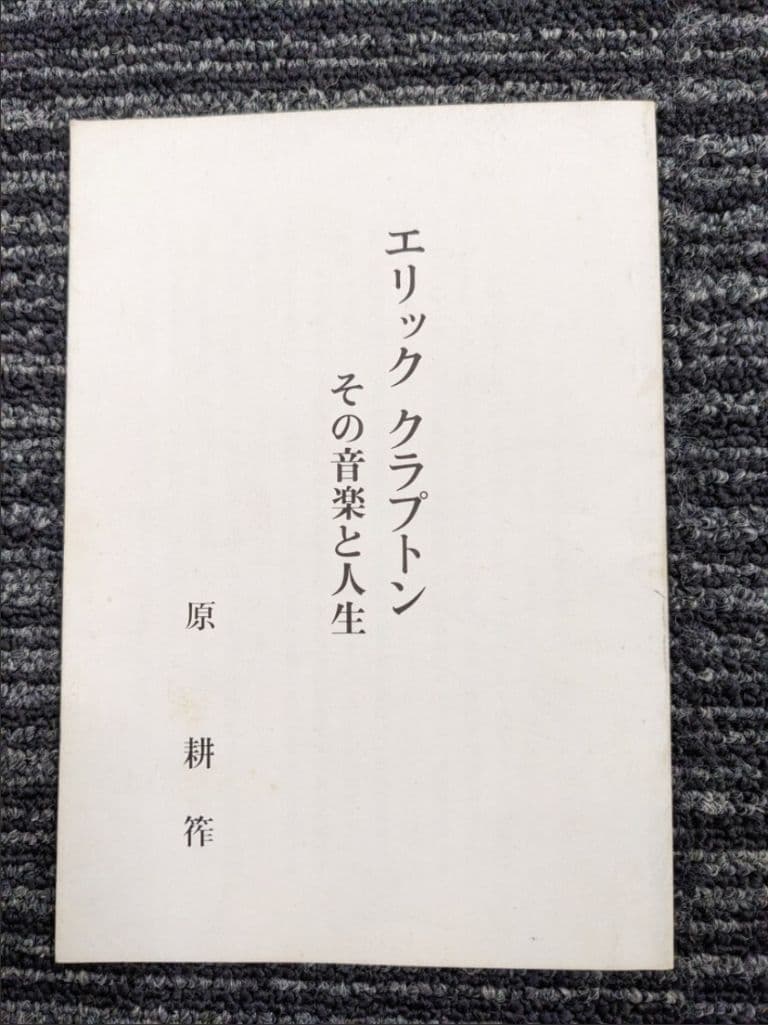 エリック クラプトン
その音楽と人生
原 耕筰